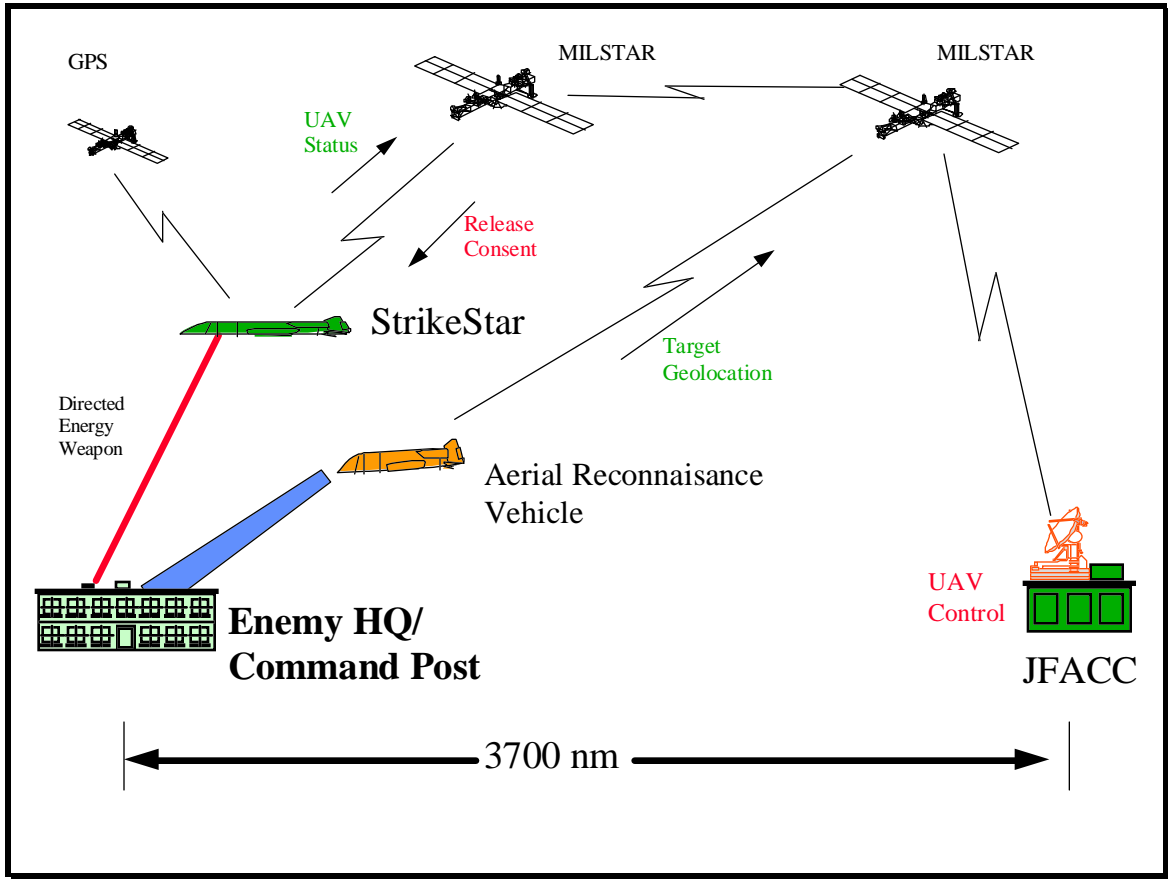 GPS
MILSTAR
MILSTAR
UAV
Status
Release
Consent
StrikeStar
Target
Geolocation
Directed
Energy
Weapon
Aerial Reconnaisance
Vehicle
UAV
Control
Enemy HQ/
Command Post
JFACC
3700 nm